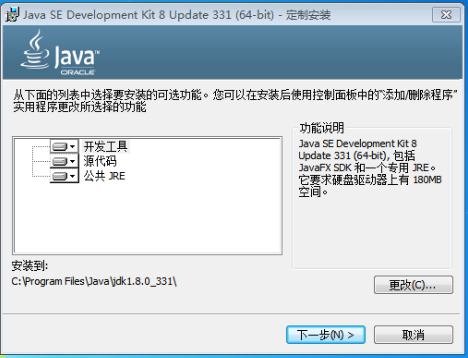 Java SE Development Kit 8 Update 331 (64-bit) - 定制安装
Java™
ORACLE
从下面的列表中选择要安装的可选功能。您可以在安装后使用控制面板中的“添加/删除程序”
实用程序更改所选择的功能
开发工具
源代码
公共 JRE
功能说明
Java SE Development Kit 8
Update 331 (64-bit), 包括
JavaFX SDK 和一个专用 JRE。
它要求硬盘驱动器上有 180MB
空间。
安装到:
C:\Program Files\Java\jdk1.8.0_331\
更改(C)...
下一步(N) >
取消